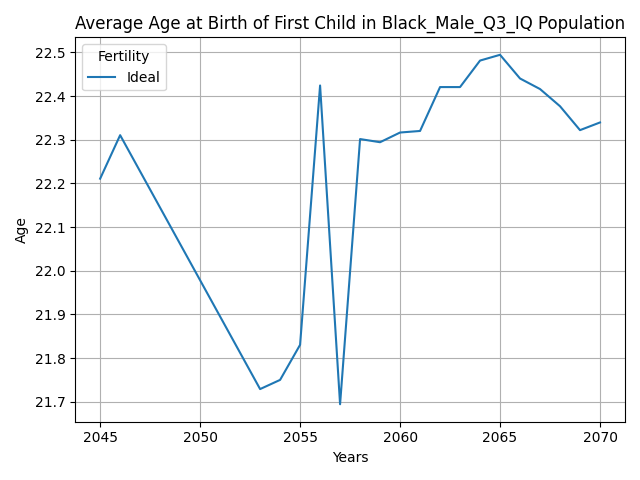 Average Age at Birth of First Child in Black_Male_Q3_IQ Population
Fertility
Ideal
22.5
22.4
22.3
22.2
22.1
22.0
21.9
21.8
21.7
Age
2045 2050 2055 2060 2065 2070
Years